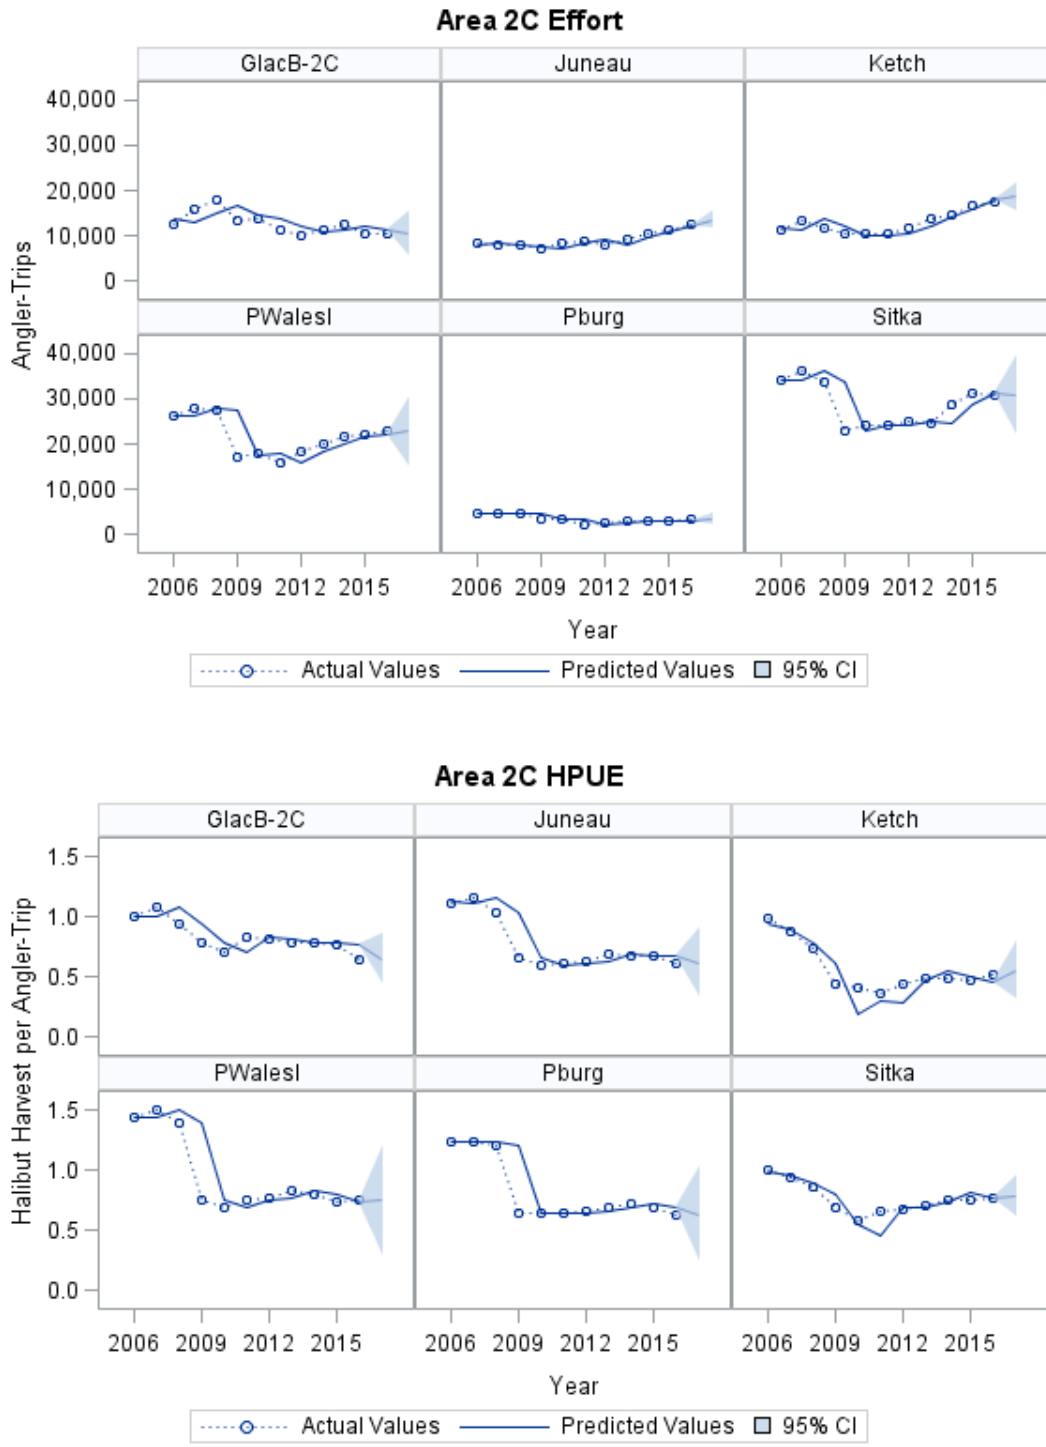 Area 2C Effort
GlacB-2C Juneau Ketch
40,000
30,000
20,000
10,000
0
Angler-Trips
PWalesI Pburg Sitka
40,000
30,000
20,000
10,000
0
2006 2009 2012 2015 2006 2009 2012 2015 2006 2009 2012 2015
Year
Actual Values Predicted Values 95% CI
Area 2C HPUE
GlacB-2C Juneau Ketch
1.5
1.0
0.5
0.0
Halibut Harvest per Angler-Trip
PWalesI Pburg Sitka
1.5
1.0
0.5
0.0
2006 2009 2012 2015 2006 2009 2012 2015 2006 2009 2012 2015
Year
Actual Values Predicted Values 95% CI